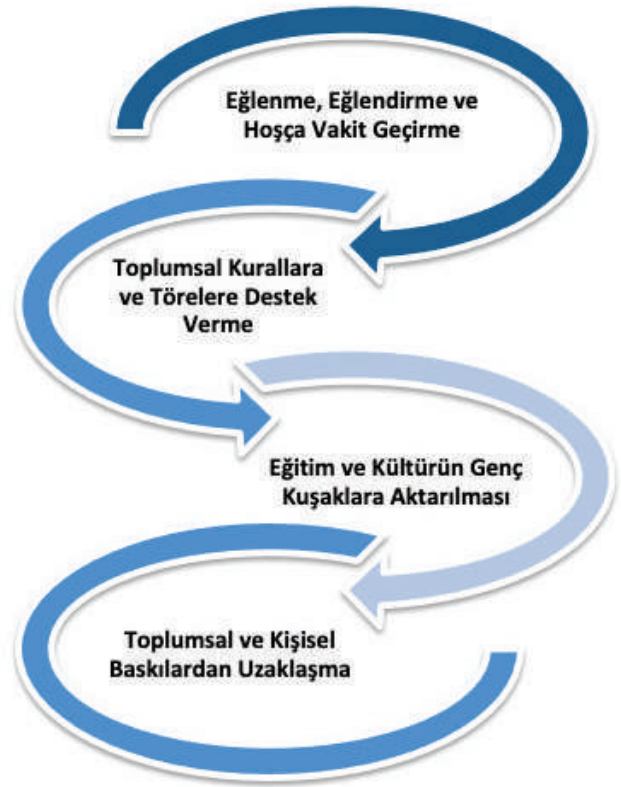 Eğlenme, Eğlendirme ve
Hoşça Vakit Geçirme
Toplumsal Kurallara
ve Törelere Destek
Verme
Eğitim ve Kültürün Genç
Kuşaklara Aktarılması
Toplumsal ve Kişisel
Baskılardan Uzaklaşma